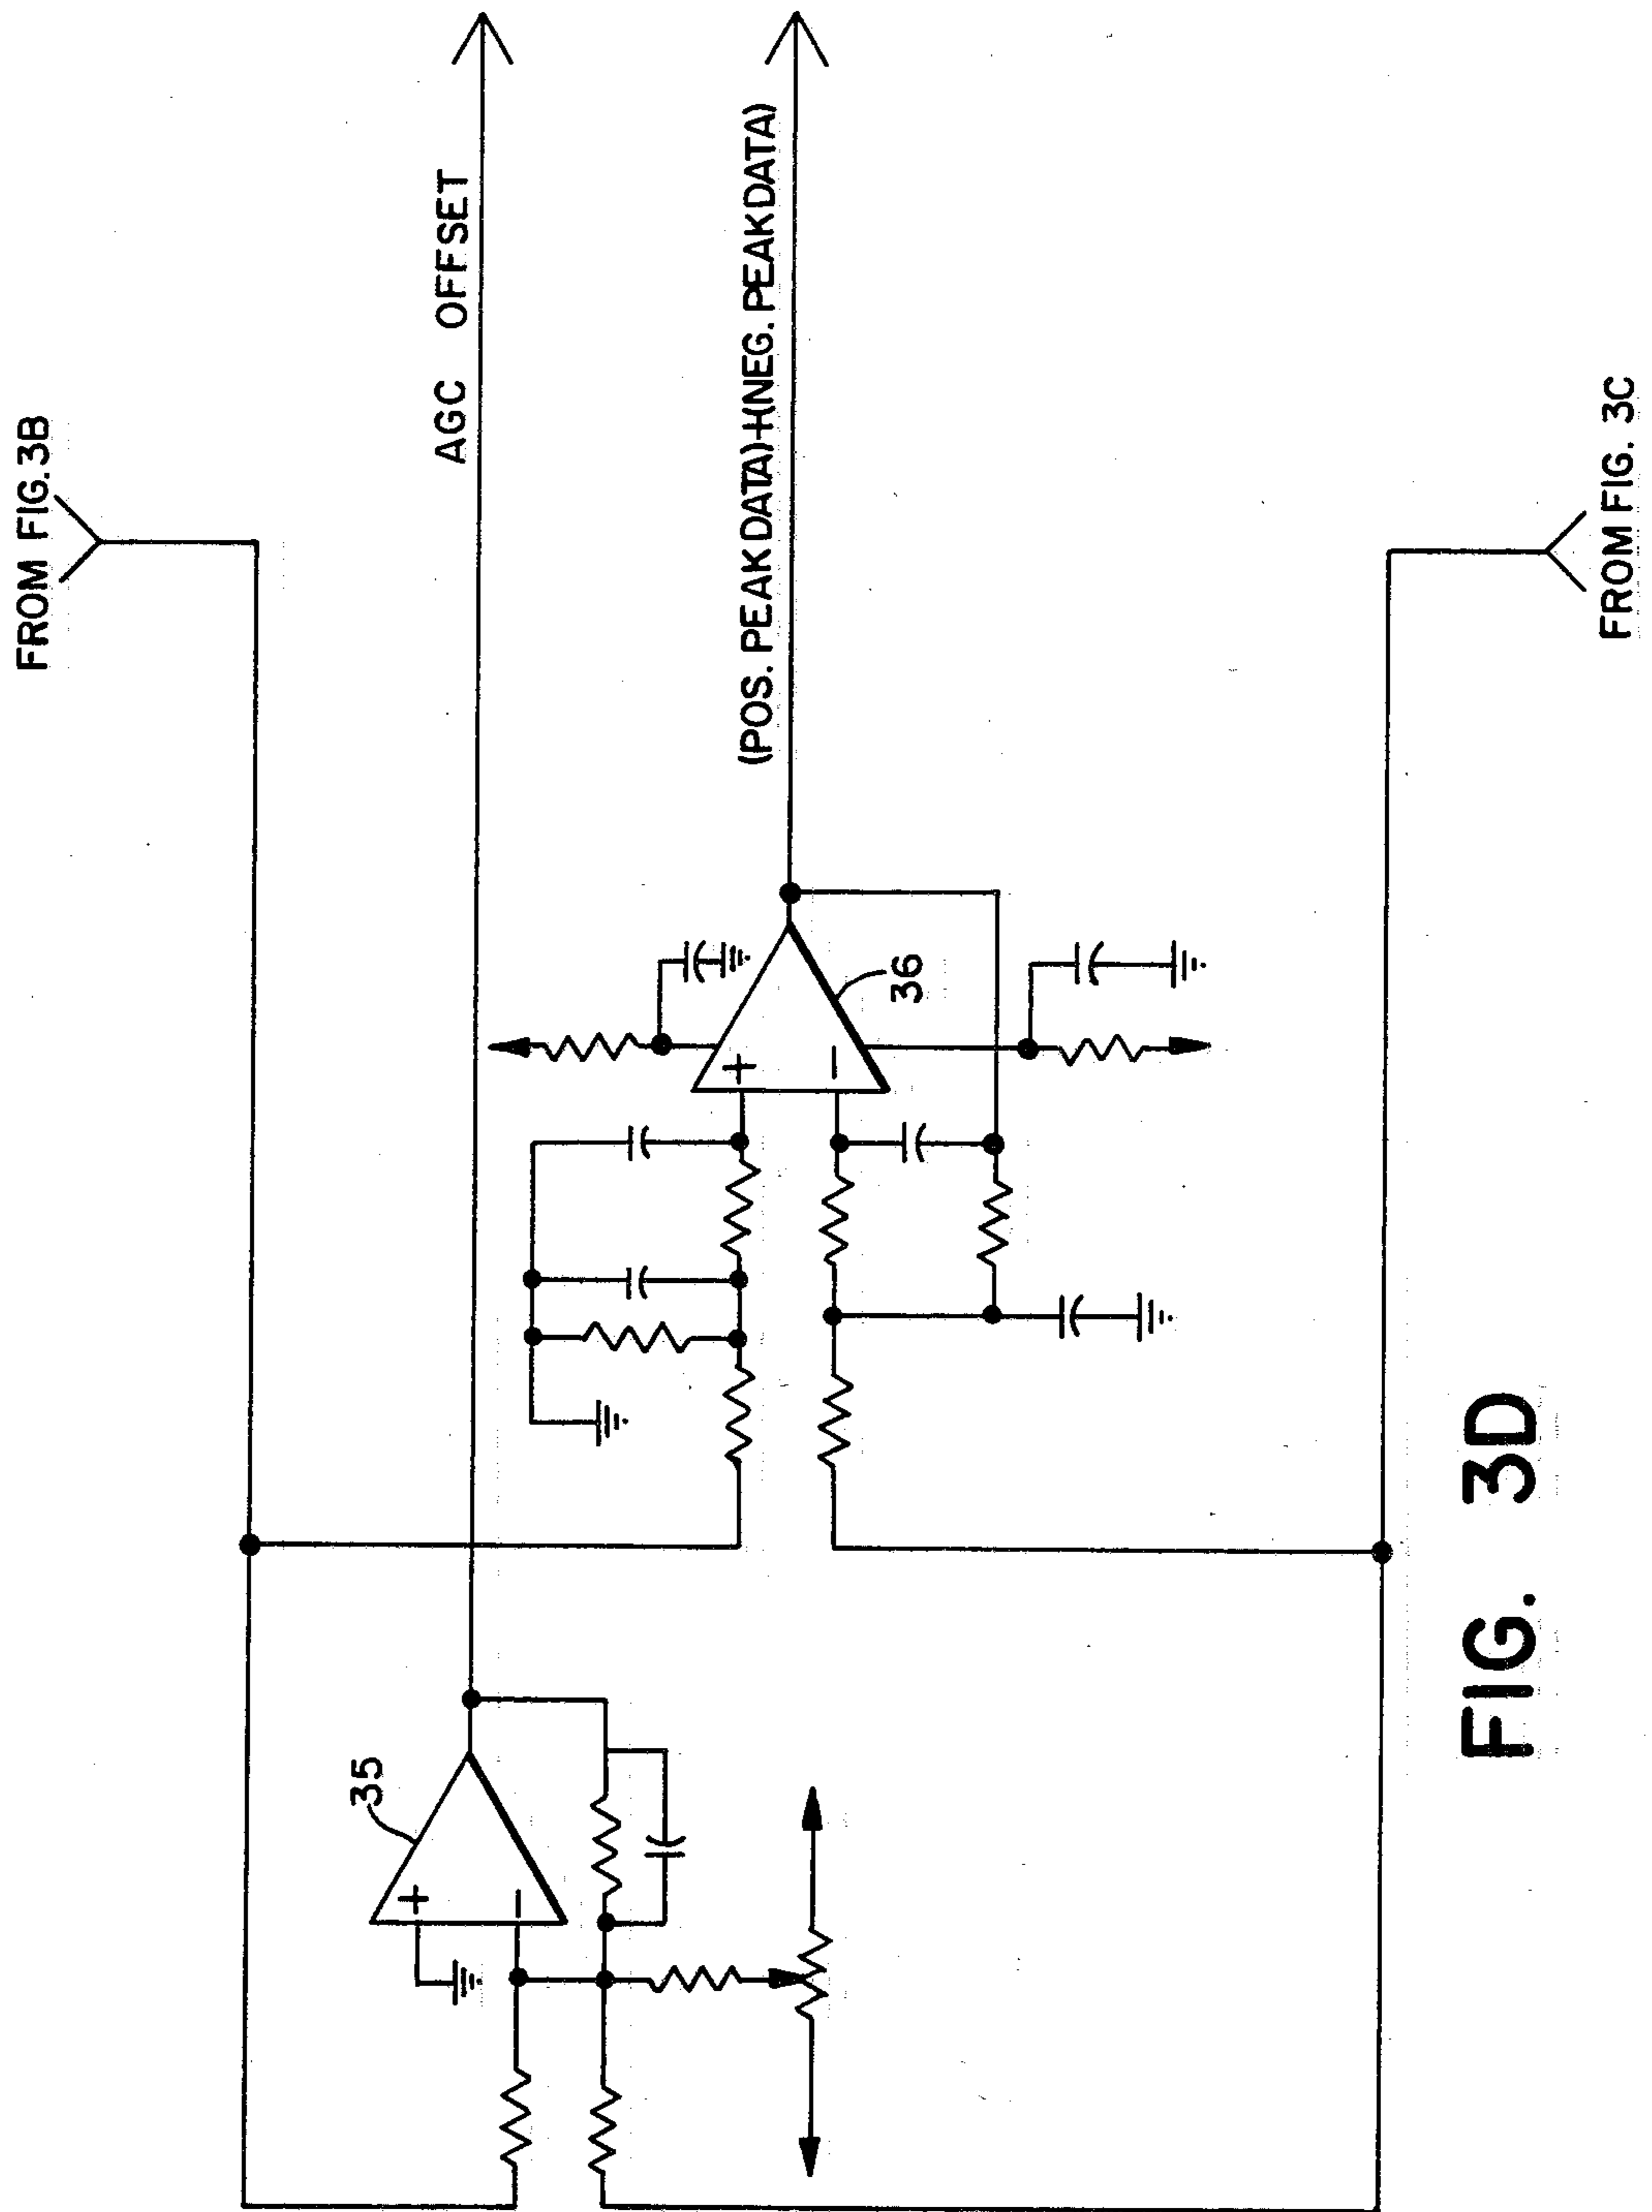 FROM FIG. 3B
AGC OFFSET
35
+
−
(POS. PEAK DATA)+(NEG. PEAK DATA)
+
−
36
FROM FIG. 3C
FIG. 3D